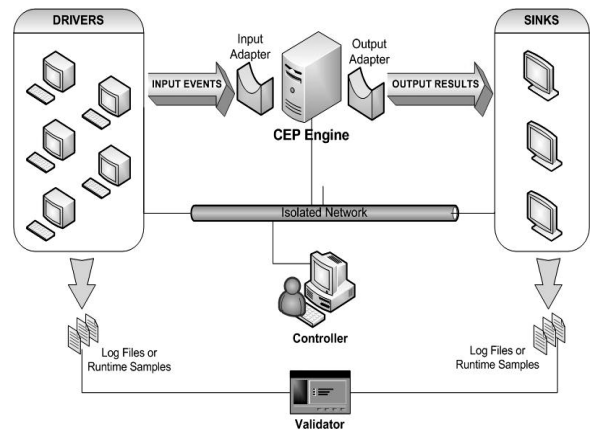 DRIVERS
SINKS
Input
Adapter
Output
Adapter
INPUT EVENTS
OUTPUT RESULTS
CEP Engine
Isolated Network
Controller
Log Files or
Runtime Samples
Log Files or
Runtime Samples
Validator